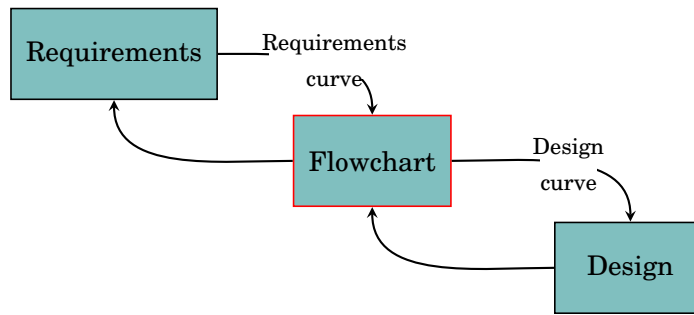 Requirements
Requirements
curve
Flowchart
Design
curve
Design